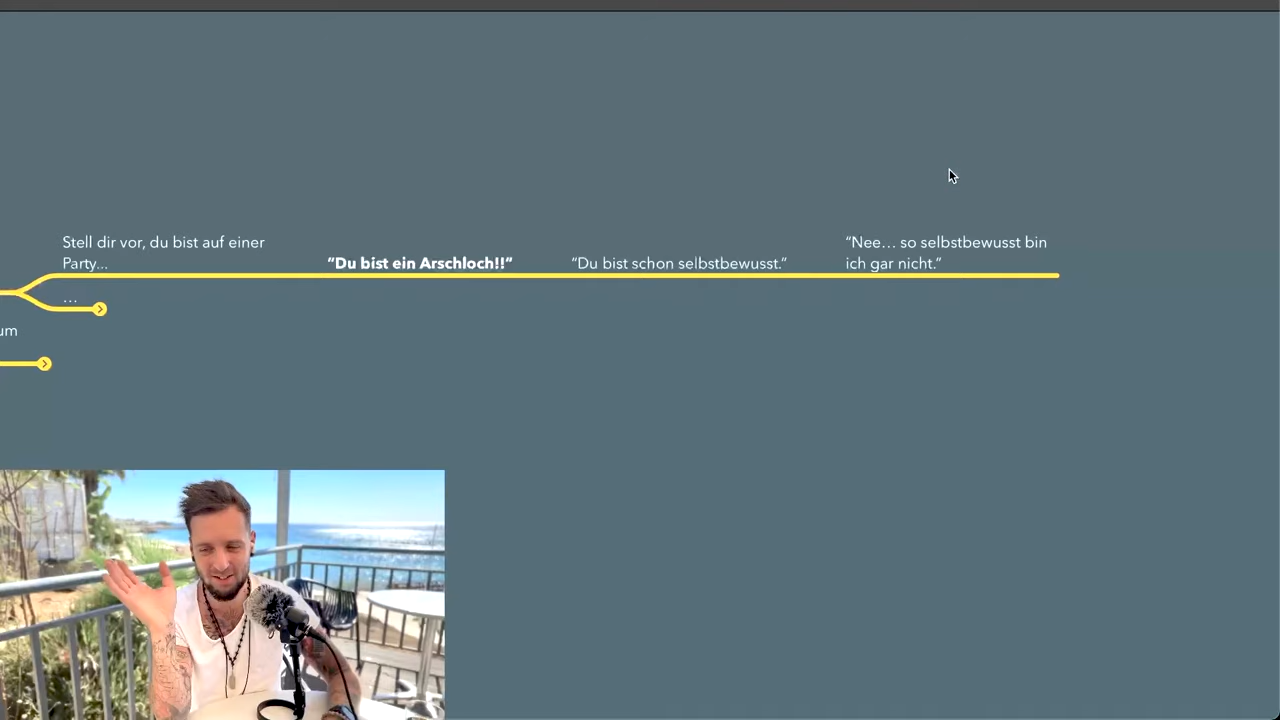 Stell dir vor, du bist auf einer
Party...
"Du bist ein Arschloch!!"
"Du bist schon selbstbewusst."
"Nee… so selbstbewusst bin
ich gar nicht."
…
um